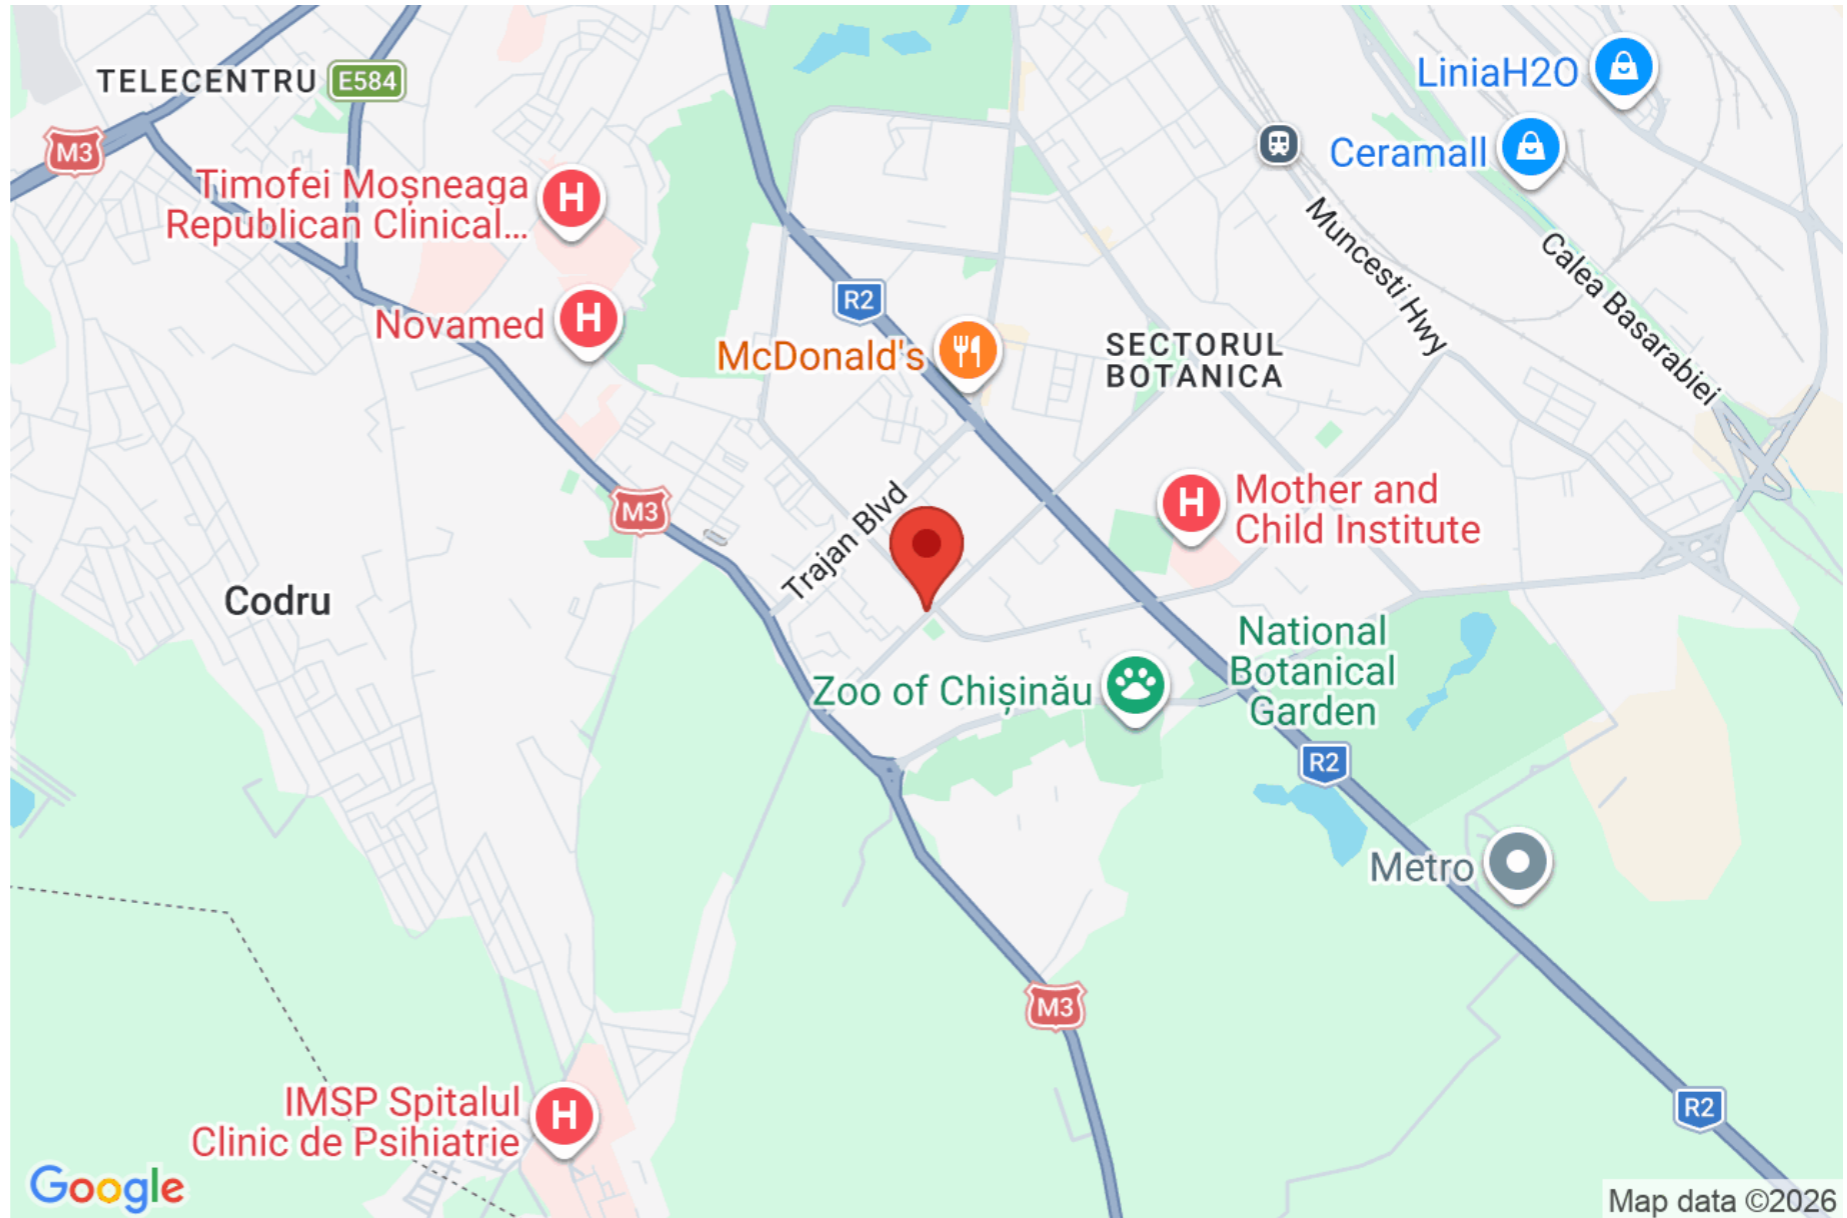 TELECENTRU
E584
M3
LiniaH2O
Ceramall
Timofei Moșneaga
Republican Clinical...
Muncesti Hwy
Calea Basarabiei
Novamed
R2
McDonald's
SECTORUL
BOTANICA
M3
Trajan Blvd
Mother and
Child Institute
Codru
National
Botanical
Garden
Zoo of Chișinău
R2
Metro
M3
IMSP Spitalul
Clinic de Psihiatrie
R2
Google
Map data ©2026